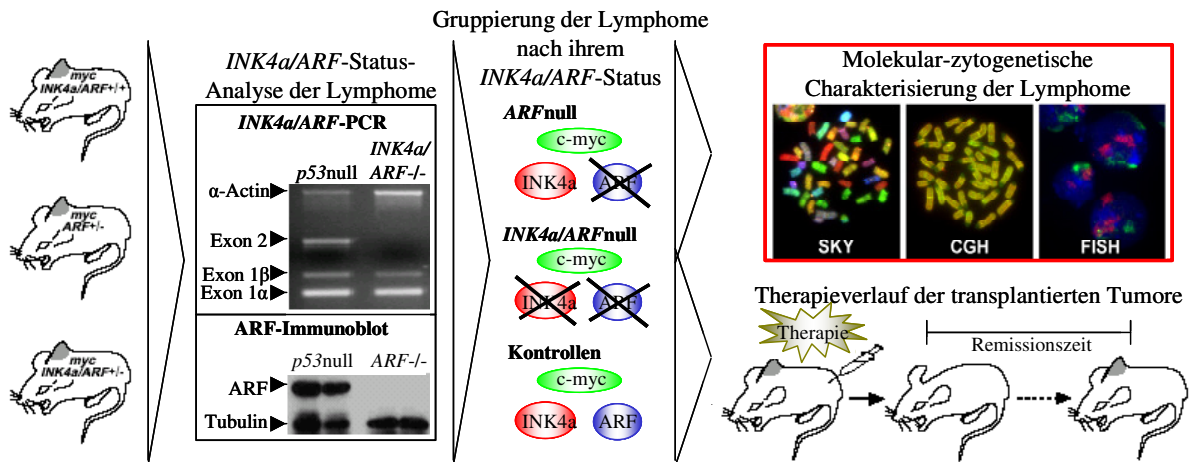 myc
INK4a/ARF+/+
myc
ARF+/-
myc
INK4a/ARF+/-
INK4a/ARF-Status-
Analyse der Lymphome
INK4a/ARF-PCR
p53null
INK4a/
ARF-/-
α-Actin
Exon 2
Exon 1β
Exon 1α
ARF-Immunoblot
p53null ARF-/-
ARF
Tubulin
Gruppierung der Lymphome
nach ihrem
INK4a/ARF-Status
ARFnull
c-myc
INK4a ARF
INK4a/ARFnull
c-myc
INK4a ARF
Kontrollen
c-myc
INK4a ARF
Molekular-zytogenetische
Charakterisierung der Lymphome
SKY CGH FISH
Therapieverlauf der transplantierten Tumore
Therapie
Remissionszeit